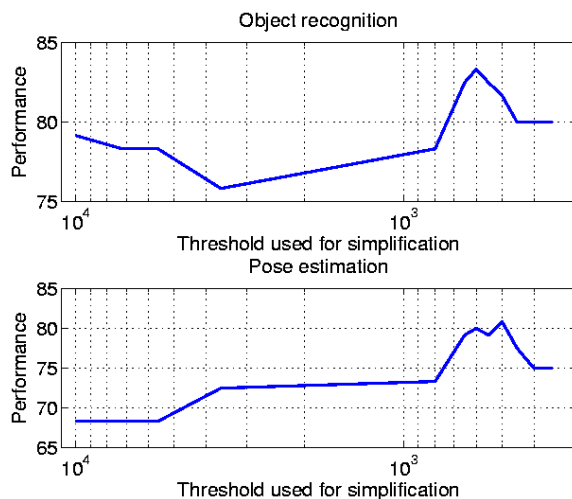 Object recognition
85
80
75
Performance
10^4
10^3
Threshold used for simplification
Pose estimation
85
80
75
70
65
Performance
10^4
10^3
Threshold used for simplification